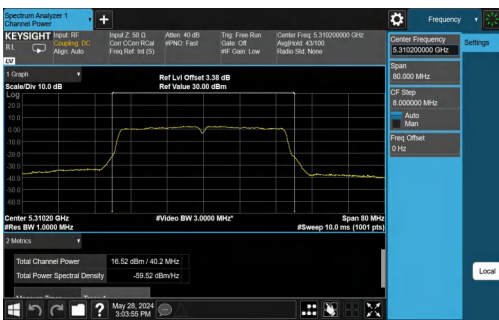 Spectrum Analyzer 1
Channel Power
+
Frequency
KEYSIGHT
Input: RF
Coupling: DC
Align: Auto
Input Z: 50 Ω
Corr CCorr RCal
Freq Ref: Int (S)
Atten: 40 dB
#PNO: Fast
Trig: Free Run
Gate: Off
#IF Gain: Low
Center Freq: 5.310200000 GHz
Avg|Hold: 43/100
Radio Std: None
R L
Center Frequency
5.310200000 GHz
Settings
Span
80.000 MHz
CF Step
8.000000 MHz
Auto
Man
Freq Offset
0 Hz
1 Graph
Scale/Div 10.0 dB
Ref Lvl Offset 3.38 dB
Ref Value 30.00 dBm
Log
20.0
10.0
0.00
-10.0
-20.0
-30.0
-40.0
-50.0
-60.0
Center 5.31020 GHz
#Res BW 1.0000 MHz
#Video BW 3.0000 MHz*
Span 80 MHz
#Sweep 10.0 ms (1001 pts)
2 Metrics
Total Channel Power 16.52 dBm / 40.2 MHz
Total Power Spectral Density -59.52 dBm/Hz
Local
?
May 28, 2024
3:03:55 PM